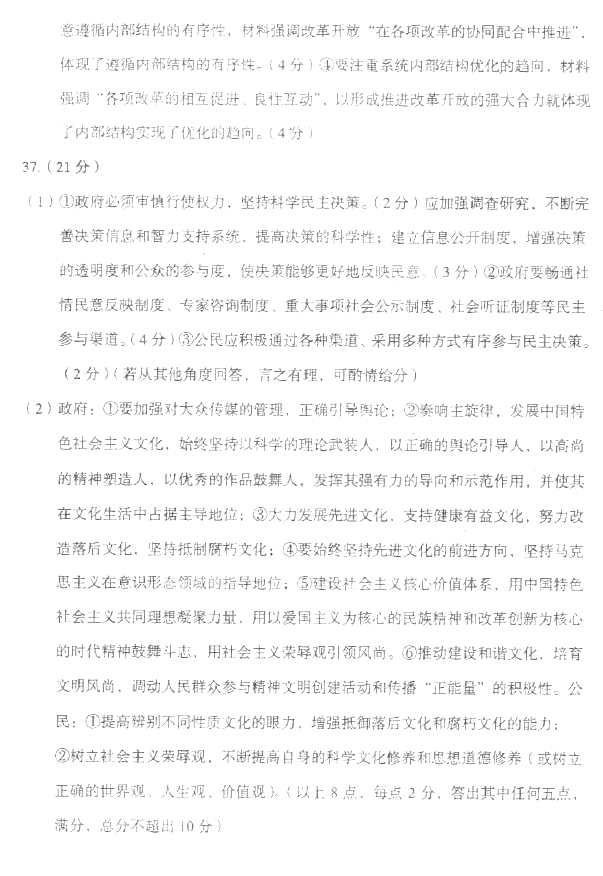 意遵循内部结构的有序性，材料强调改革开放“在各项改革的协同配合中推进”，
体现了遵循内部结构的有序性。（4分）④要注重系统内部结构优化的趋向，材料
强调“各项改革的相互促进、良性互动”，以形成推进改革开放的强大合力就体现
了内部结构实现了优化的趋向。（4分）
37.（21分）
（1）①政府必须审慎行使权力，坚持科学民主决策。（2分）应加强调查研究，不断完
善决策信息和智力支持系统，提高决策的科学性；建立信息公开制度，增强决策
的透明度和公众的参与度，使决策能够更好地反映民意。（3分）②政府要畅通社
情民意反映制度、专家咨询制度、重大事项社会公示制度、社会听证制度等民主
参与渠道。（4分）③公民应积极通过各种渠道、采用多种方式有序参与民主决策。
（2分）（若从其他角度回答，言之有理，可酌情给分）
（2）政府：①要加强对大众传媒的管理，正确引导舆论；②奏响主旋律，发展中国特
色社会主义文化，始终坚持以科学的理论武装人，以正确的舆论引导人，以高尚
的精神塑造人，以优秀的作品鼓舞人，发挥其强有力的导向和示范作用，并使其
在文化生活中占据主导地位；③大力发展先进文化，支持健康有益文化，努力改
造落后文化，坚持抵制腐朽文化；④要始终坚持先进文化的前进方向，坚持马克
思主义在意识形态领域的指导地位；⑤建设社会主义核心价值体系，用中国特色
社会主义共同理想凝聚力量，用以爱国主义为核心的民族精神和改革创新为核心
的时代精神鼓舞斗志，用社会主义荣辱观引领风尚。⑥推动建设和谐文化，培育
文明风尚，调动人民群众参与精神文明创建活动和传播“正能量”的积极性。公
民：①提高辨别不同性质文化的眼力，增强抵御落后文化和腐朽文化的能力；
②树立社会主义荣辱观，不断提高自身的科学文化修养和思想道德修养（或树立
正确的世界观、人生观、价值观）。（以上8点，每点2分，答出其中任何五点，
满分，总分不超出10分）